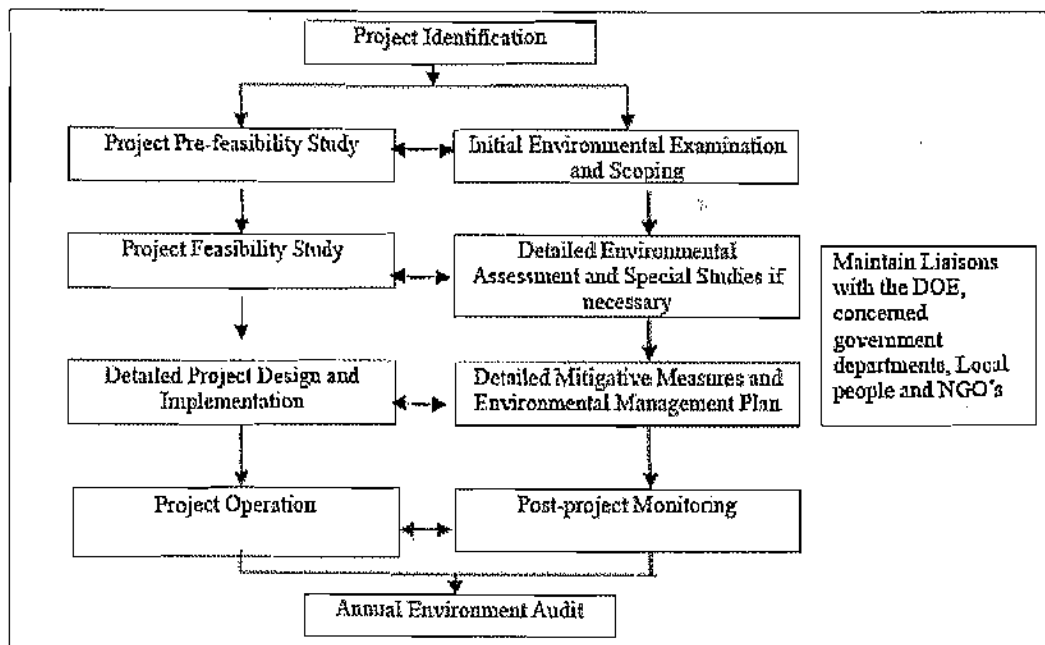 Project Identification
Project Pre-feasibility Study
Initial Environmental Examination
and Scoping
Project Feasibility Study
Detailed Environmental
Assessment and Special Studies if
necessary
Maintain Liaisons
with the DOE,
concerned
government
departments, Local
people and NGO's
Detailed Project Design and
Implementation
Detailed Mitigative Measures and
Environmental Management Plan
Project Operation
Post-project Monitoring
Annual Environment Audit